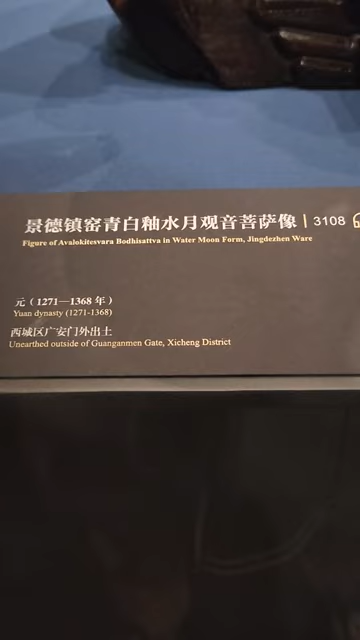 景德镇窑青白釉水月观音菩萨像 | 3108
Figure of Avalokitesvara Bodhisattva in Water Moon Form, Jingdezhen Ware
元（1271—1368 年）
Yuan dynasty (1271-1368)
西城区广安门外出土
Unearthed outside of Guanganmen Gate, Xicheng District